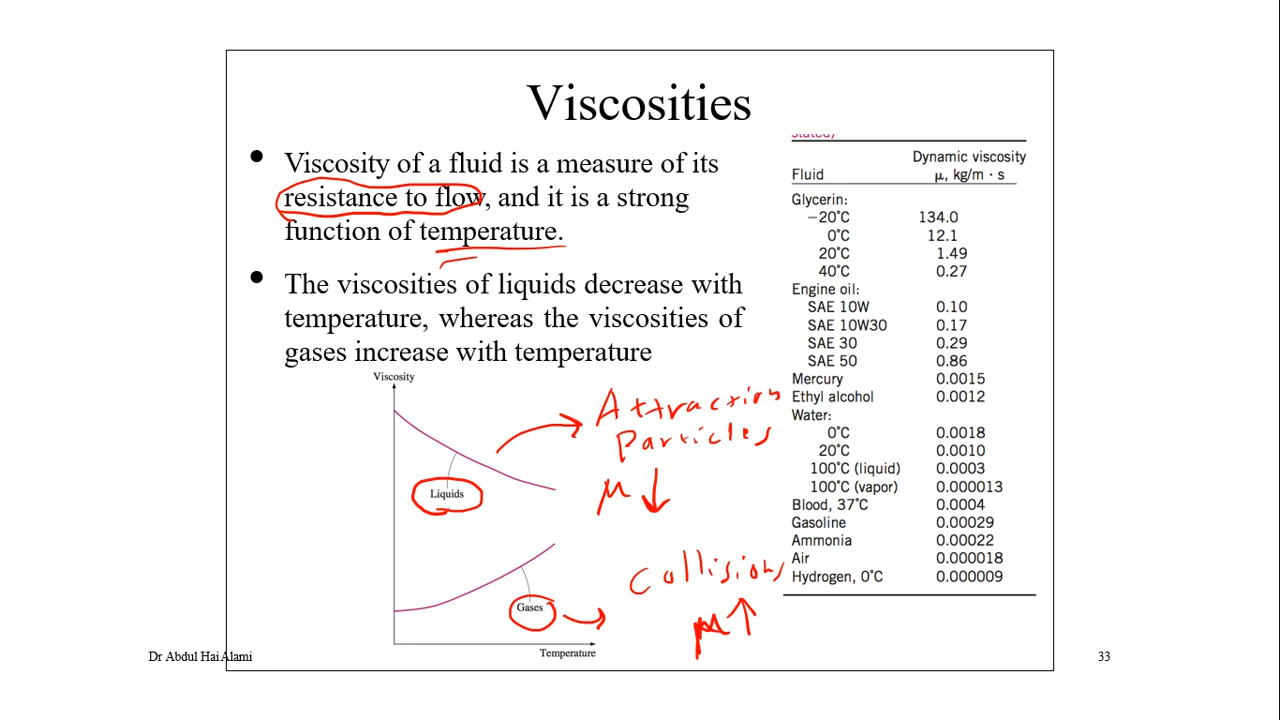 Viscosities
• Viscosity of a fluid is a measure of its
resistance to flow, and it is a strong
function of temperature.
• The viscosities of liquids decrease with
temperature, whereas the viscosities of
gases increase with temperature
Viscosity
Liquids
Gases
Temperature
Attraction
Particles
μ ↓
Collisions
μ ↑
stated)
Fluid Dynamic viscosity μ, kg/m · s
Glycerin:
−20°C 134.0
0°C 12.1
20°C 1.49
40°C 0.27
Engine oil:
SAE 10W 0.10
SAE 10W30 0.17
SAE 30 0.29
SAE 50 0.86
Mercury 0.0015
Ethyl alcohol 0.0012
Water:
0°C 0.0018
20°C 0.0010
100°C (liquid) 0.0003
100°C (vapor) 0.000013
Blood, 37°C 0.0004
Gasoline 0.00029
Ammonia 0.00022
Air 0.000018
Hydrogen, 0°C 0.000009
Dr Abdul Hai Alami
33